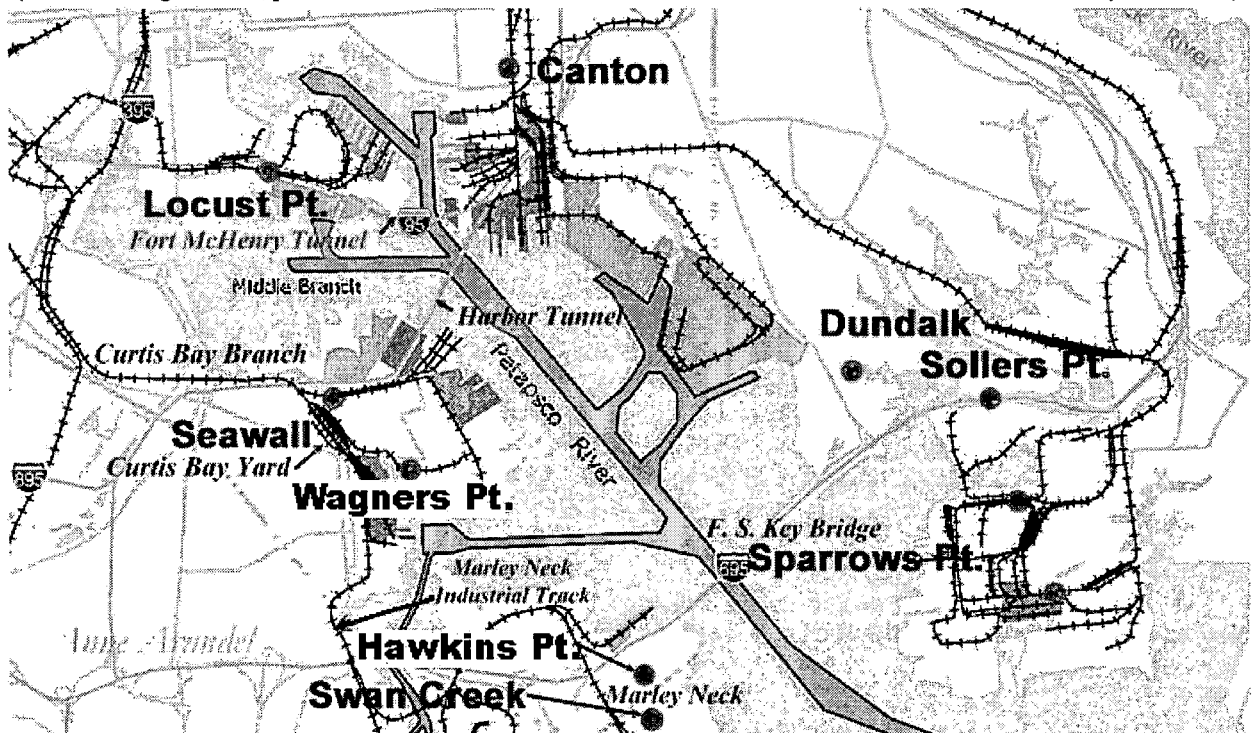 River
Canton
395
Locust Pt.
95
Fort McHenry Tunnel
Middle Branch
Harbor Tunnel
Dundalk
Curtis Bay Branch
Patapsco River
Sollers Pt.
Seawall
Curtis Bay Yard
Wagners Pt.
F. S. Key Bridge
695
Sparrows Pt.
Marley Neck
Industrial Track
Anne Arundel
Hawkins Pt.
Swan Creek
Marley Neck